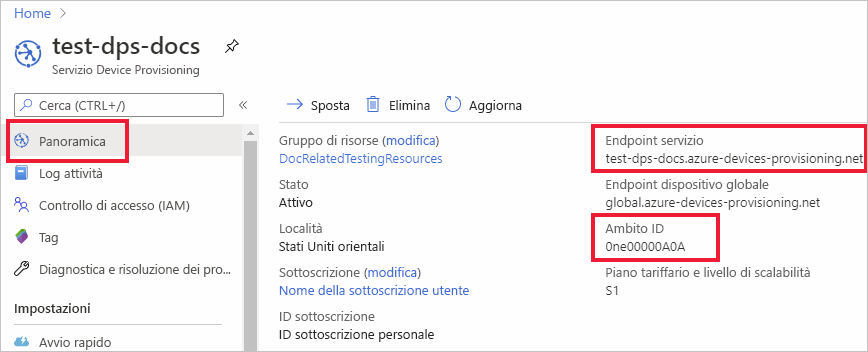 Home
test-dps-docs
Servizio Device Provisioning
Cerca (CTRL+/)
Panoramica
Log attività
Controllo di accesso (IAM)
Tag
Diagnostica e risoluzione dei pro...
Impostazioni
Avvio rapido
Sposta
Elimina
Aggiorna
Gruppo di risorse (modifica)
DocRelatedTestingResources
Stato
Attivo
Località
Stati Uniti orientali
Sottoscrizione (modifica)
Nome della sottoscrizione utente
ID sottoscrizione
ID sottoscrizione personale
Endpoint servizio
test-dps-docs.azure-devices-provisioning.net
Endpoint dispositivo globale
global.azure-devices-provisioning.net
Ambito ID
0ne00000A0A
Piano tariffario e livello di scalabilità
S1